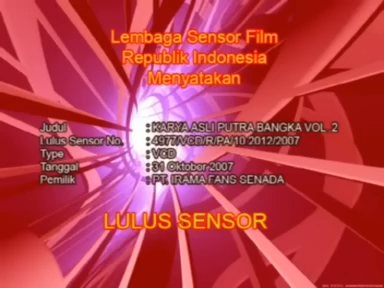 Lembaga Sensor Film
Republik Indonesia
Menyatakan
Judul : KARYA ASLI PUTRA BANGKA VOL. 2
Lulus Sensor No. : 4977/VCD/R/PA/10.2012/2007
Type : VCD
Tanggal : 31 Oktober 2007
Pemilik : PT. IRAMA FANS SENADA
LULUS SENSOR